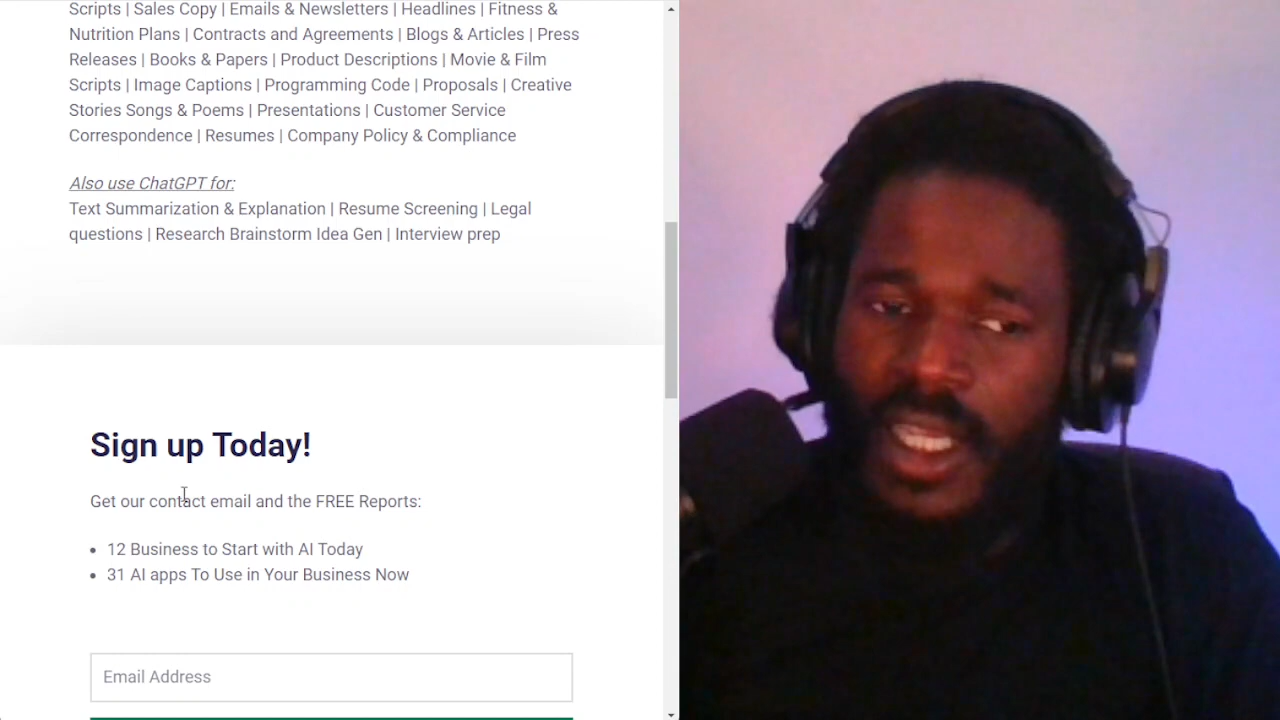 Scripts | Sales Copy | Emails & Newsletters | Headlines | Fitness &
Nutrition Plans | Contracts and Agreements | Blogs & Articles | Press
Releases | Books & Papers | Product Descriptions | Movie & Film
Scripts | Image Captions | Programming Code | Proposals | Creative
Stories Songs & Poems | Presentations | Customer Service
Correspondence | Resumes | Company Policy & Compliance
Also use ChatGPT for:
Text Summarization & Explanation | Resume Screening | Legal
questions | Research Brainstorm Idea Gen | Interview prep
Sign up Today!
Get our contact email and the FREE Reports:
• 12 Business to Start with AI Today
• 31 AI apps To Use in Your Business Now
Email Address